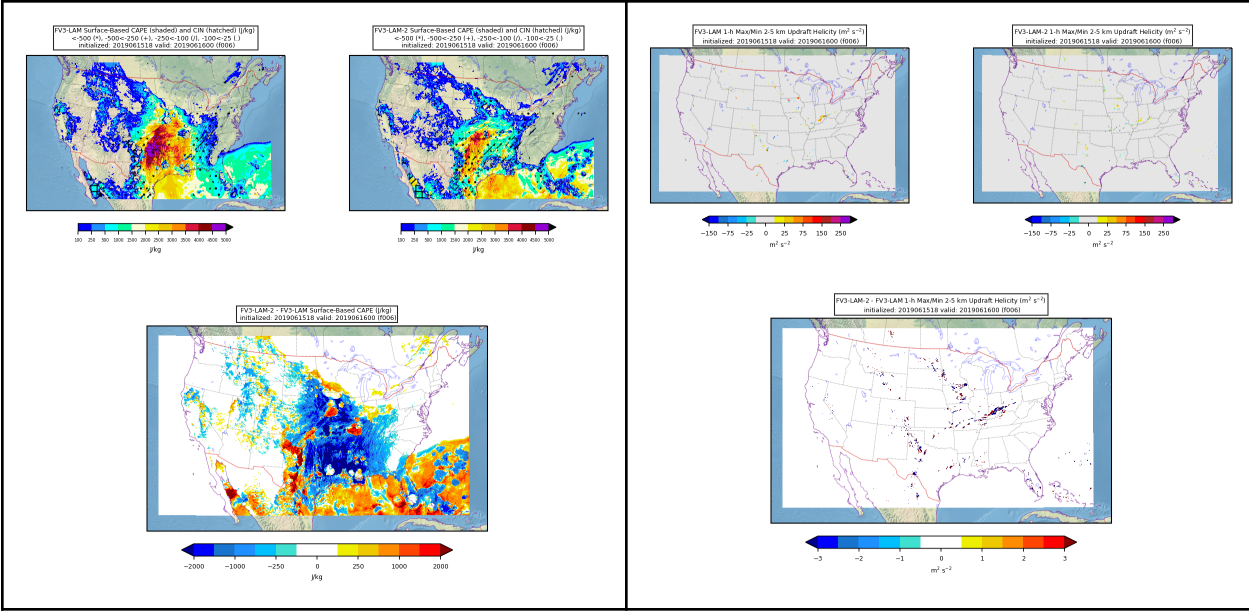 FV3-LAM Surface-Based CAPE (shaded) and CIN (hatched) (J/kg)
<-500 (*), -500<-250 (+), -250<-100 (/), -100<-25 (.)
initialized: 2019061518 valid: 2019061600 (f006)
100 250 500 1000 1500 2000 2500 3000 3500 4000 4500 5000
J/kg
FV3-LAM-2 Surface-Based CAPE (shaded) and CIN (hatched) (J/kg)
<-500 (*), -500<-250 (+), -250<-100 (/), -100<-25 (.)
initialized: 2019061518 valid: 2019061600 (f006)
100 250 500 1000 1500 2000 2500 3000 3500 4000 4500 5000
J/kg
FV3-LAM-2 - FV3-LAM Surface-Based CAPE (J/kg)
initialized: 2019061518 valid: 2019061600 (f006)
−2000 −1000 −250 0 250 1000 2000
J/kg
FV3-LAM 1-h Max/Min 2-5 km Updraft Helicity (m² s⁻²)
initialized: 2019061518 valid: 2019061600 (f006)
−150 −75 −25 0 25 75 150 250
m² s⁻²
FV3-LAM-2 1-h Max/Min 2-5 km Updraft Helicity (m² s⁻²)
initialized: 2019061518 valid: 2019061600 (f006)
−150 −75 −25 0 25 75 150 250
m² s⁻²
FV3-LAM-2 - FV3-LAM 1-h Max/Min 2-5 km Updraft Helicity (m² s⁻²)
initialized: 2019061518 valid: 2019061600 (f006)
−3 −2 −1 0 1 2 3
m² s⁻²